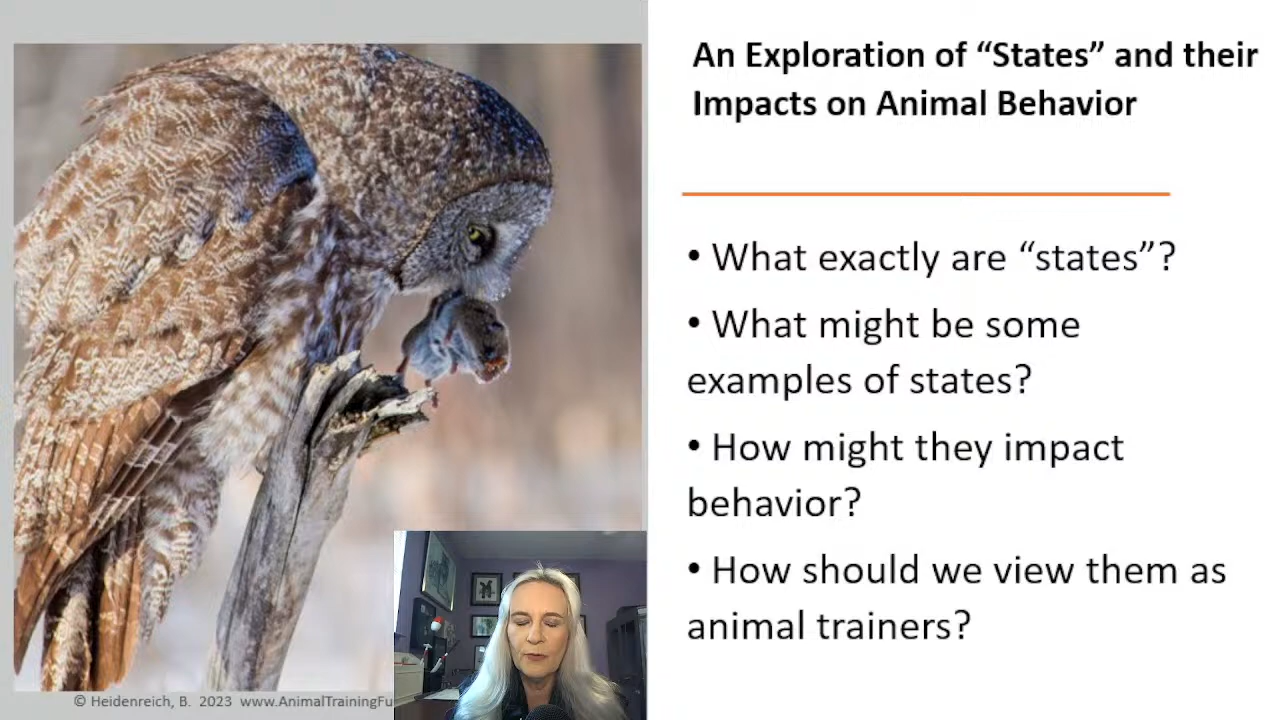 An Exploration of “States” and their
Impacts on Animal Behavior
• What exactly are “states”?
• What might be some
examples of states?
• How might they impact
behavior?
• How should we view them as
animal trainers?
© Heidenreich, B. 2023 www.AnimalTrainingFu